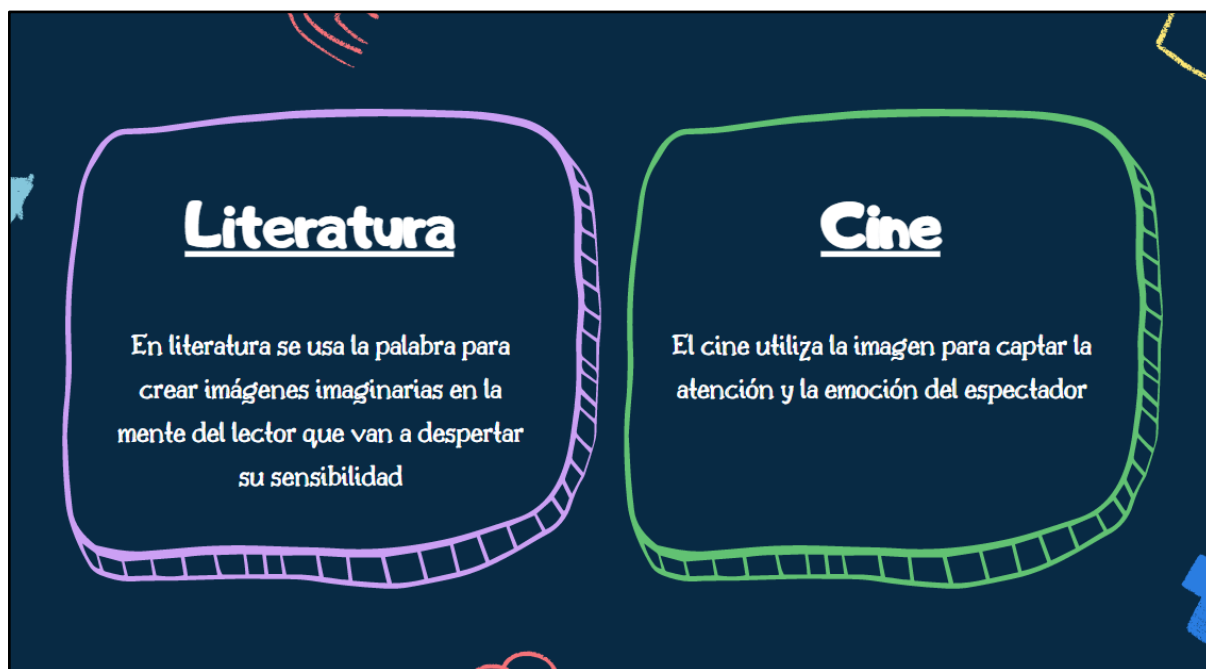 Literatura
En literatura se usa la palabra para
crear imágenes imaginarias en la
mente del lector que van a despertar
su sensibilidad
Cine
El cine utiliza la imagen para captar la
atención y la emoción del espectador